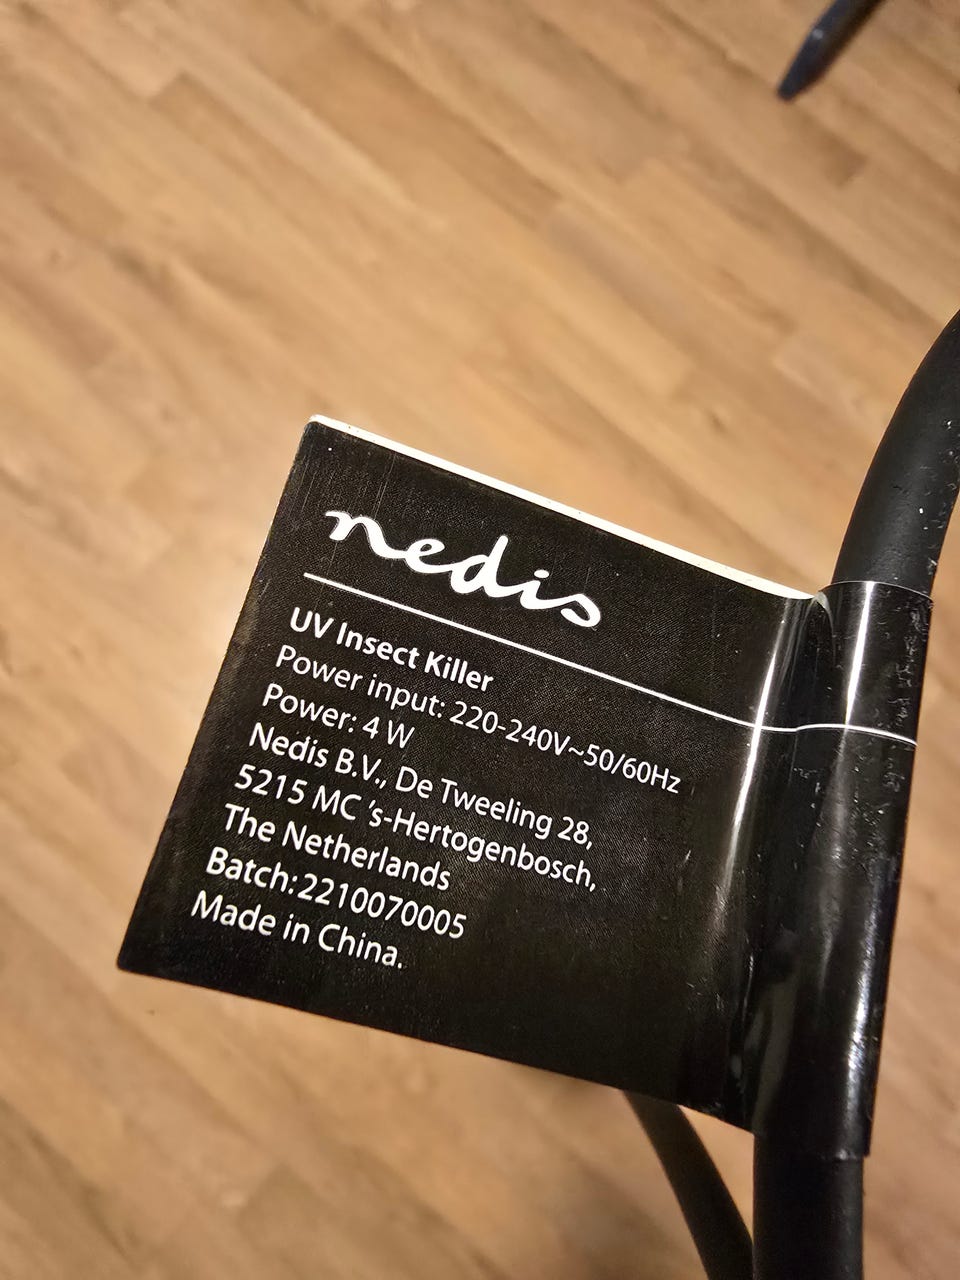 nedis
UV Insect Killer
Power input: 220-240V~50/60Hz
Power: 4 W
Nedis B.V., De Tweeling 28,
5215 MC ’s-Hertogenbosch,
The Netherlands
Batch:2210070005
Made in China.